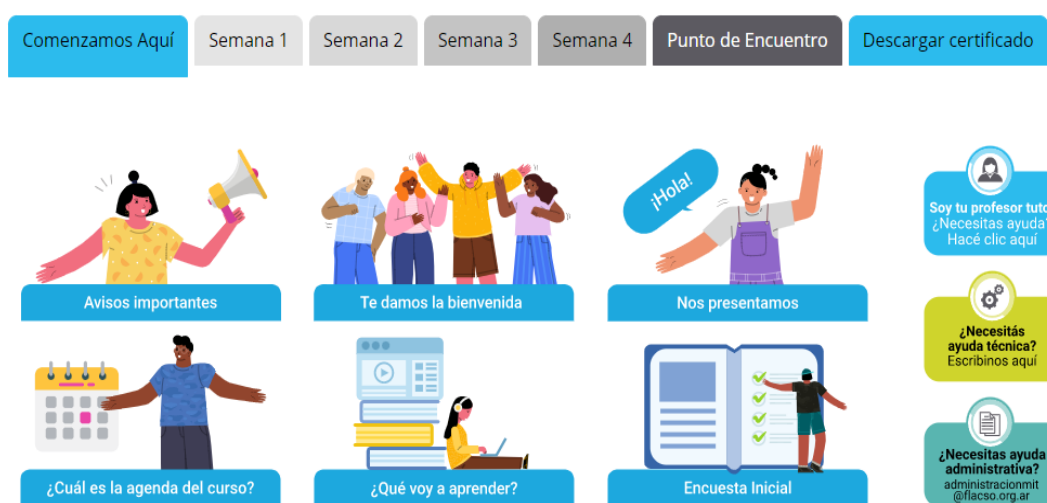 Comenzamos Aquí
Semana 1
Semana 2
Semana 3
Semana 4
Punto de Encuentro
Descargar certificado
¡Hola!
Avisos importantes
Te damos la bienvenida
Nos presentamos
¿Cuál es la agenda del curso?
¿Qué voy a aprender?
Encuesta Inicial
Soy tu profesor tuto
¿Necesitas ayuda?
Hacé clic aquí
¿Necesitás
ayuda técnica?
Escribinos aquí
¿Necesitas ayuda
administrativa?
administracionmit
@flacso.org.ar